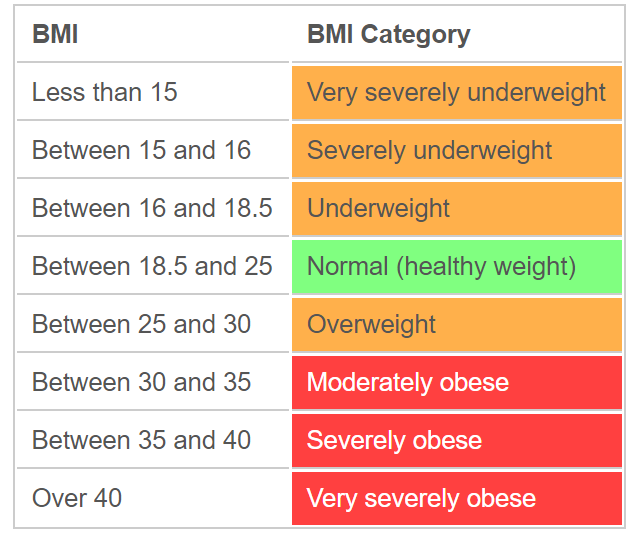 BMI BMI Category
Less than 15 Very severely underweight
Between 15 and 16 Severely underweight
Between 16 and 18.5 Underweight
Between 18.5 and 25 Normal (healthy weight)
Between 25 and 30 Overweight
Between 30 and 35 Moderately obese
Between 35 and 40 Severely obese
Over 40 Very severely obese